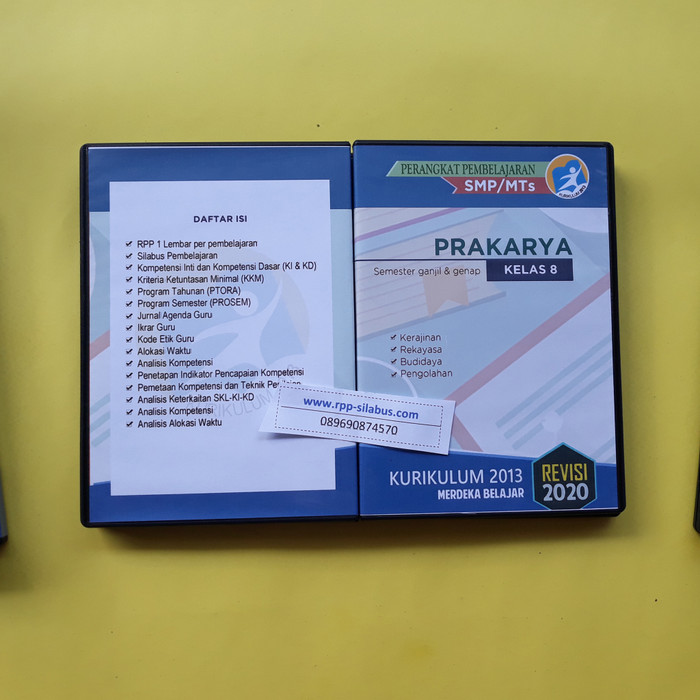 DAFTAR ISI
RPP 1 Lembar per pembelajaran
Silabus Pembelajaran
Kompetensi Inti dan Kompetensi Dasar (KI & KD)
Kriteria Ketuntasan Minimal (KKM)
Program Tahunan (PTORA)
Program Semester (PROSEM)
Jurnal Agenda Guru
Ikrar Guru
Kode Etik Guru
Alokasi Waktu
Analisis Kompetensi
Penetapan Indikator Pencapaian Kompetensi
Pemetaan Kompetensi dan Teknik Penilaian
Analisis Keterkaitan SKL-KI-KD
Analisis Kompetensi
Analisis Alokasi Waktu
www.rpp-silabus.com
089690874570
PERANGKAT PEMBELAJARAN
SMP/MTs
PRAKARYA
Semester ganjil & genap
KELAS 8
Kerajinan
Rekayasa
Budidaya
Pengolahan
KURIKULUM 2013
MERDEKA BELAJAR
REVISI
2020